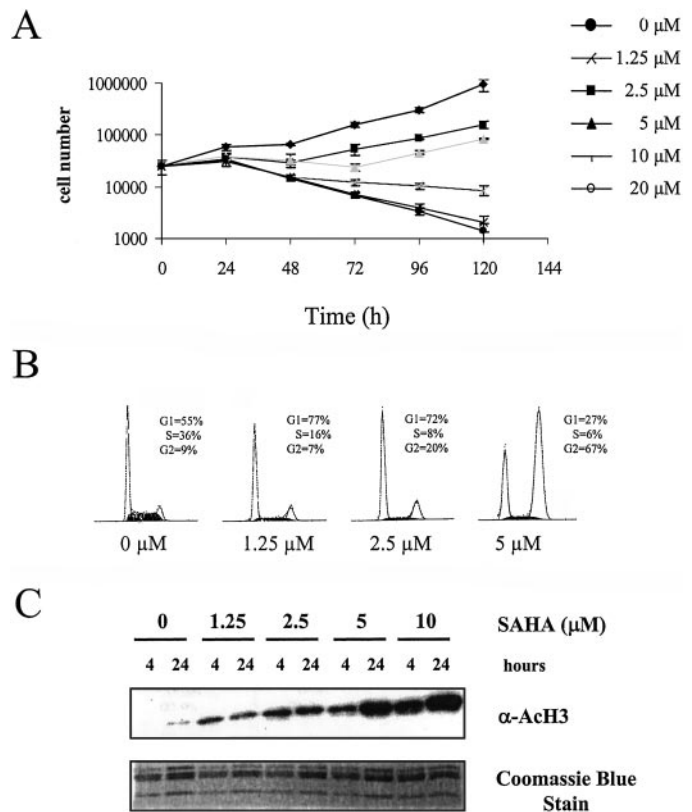 A
0 µM
1.25 µM
2.5 µM
5 µM
10 µM
20 µM
cell number
1000000
100000
10000
1000
0 24 48 72 96 120 144
Time (h)
B
G1=55%
S=36%
G2=9%
0 µM
G1=77%
S=16%
G2=7%
1.25 µM
G1=72%
S=8%
G2=20%
2.5 µM
G1=27%
S=6%
G2=67%
5 µM
C
0 1.25 2.5 5 10 SAHA (µM)
4 24 4 24 4 24 4 24 4 24 hours
α-AcH3
Coomassie Blue
Stain